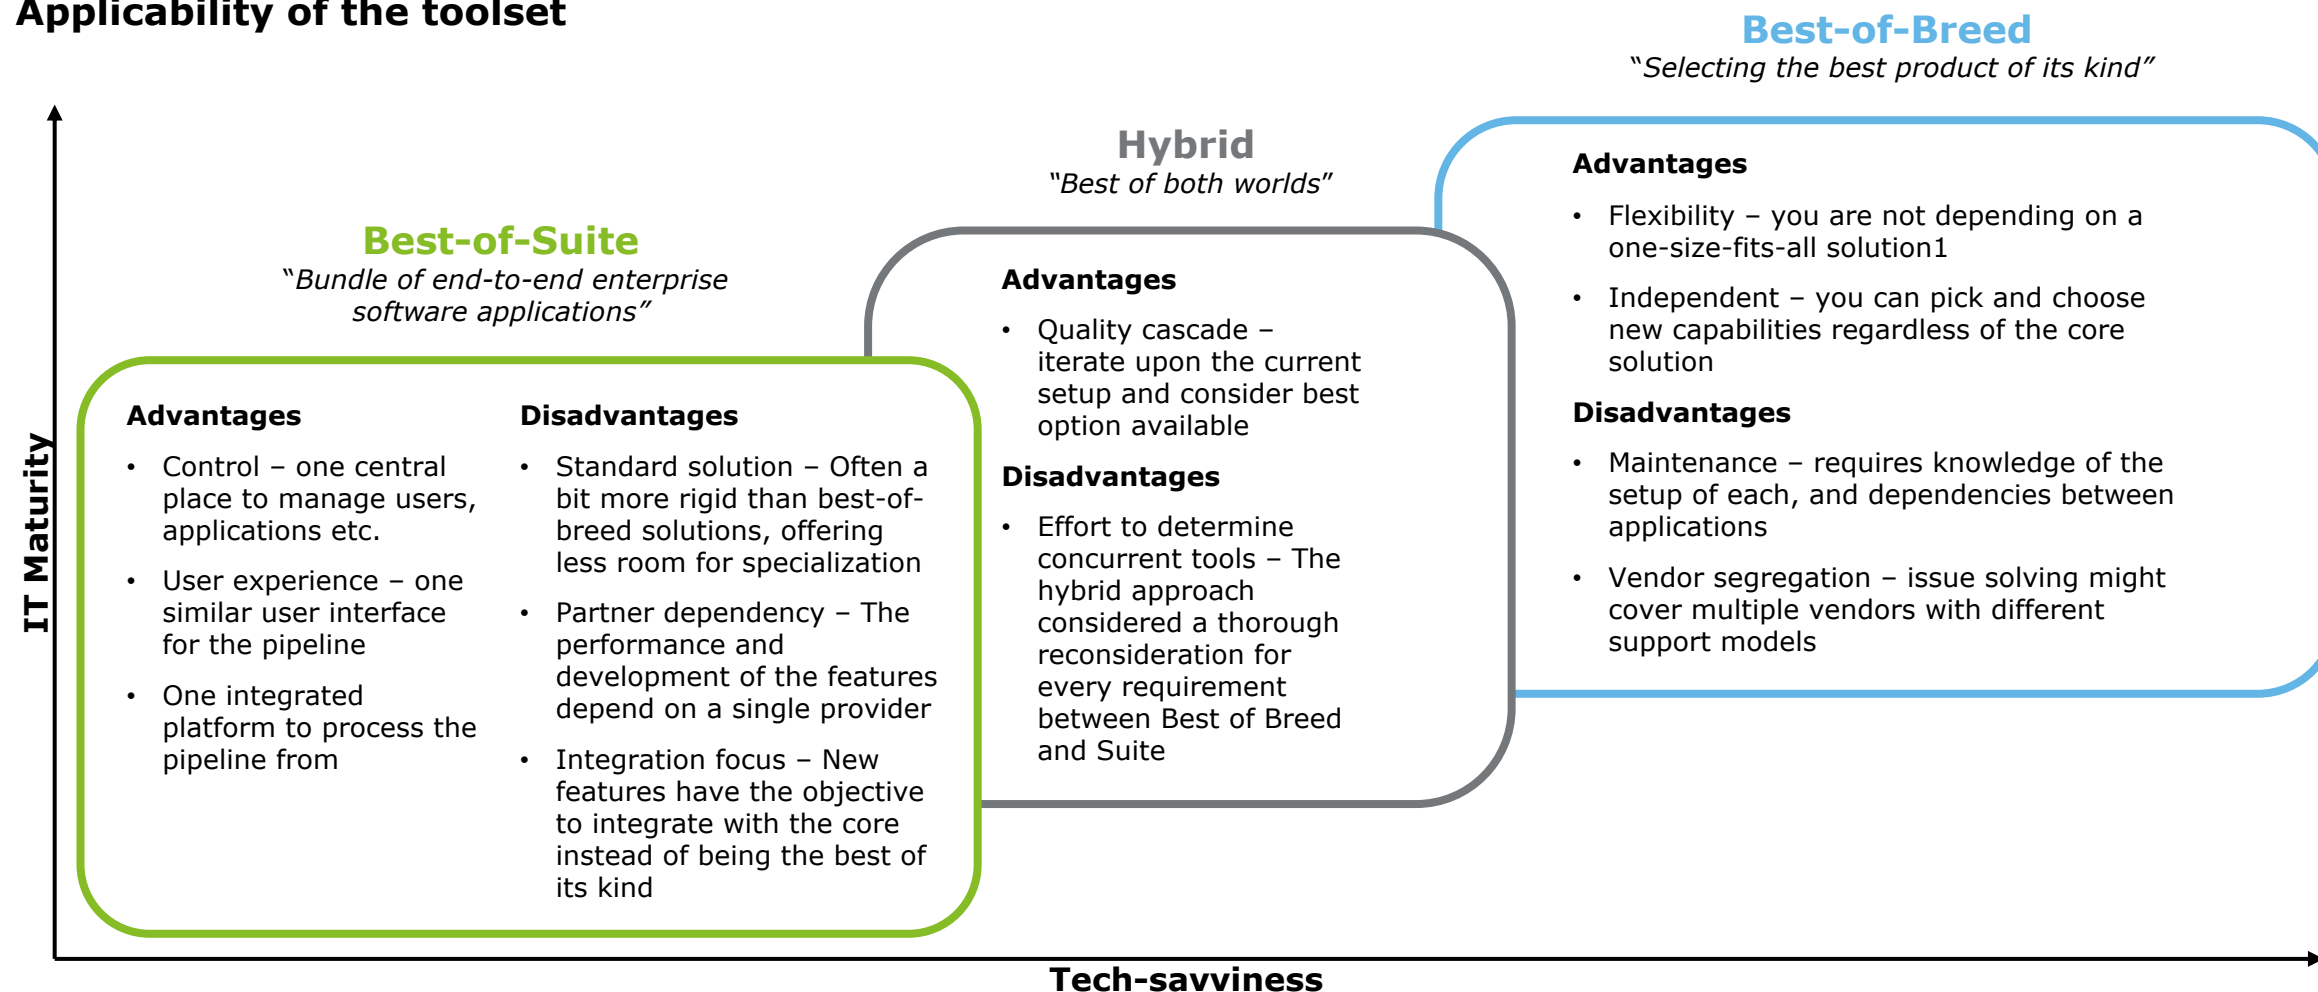 Applicability of the toolset
Best-of-Breed
“Selecting the best product of its kind”
Hybrid
“Best of both worlds”
Best-of-Suite
“Bundle of end-to-end enterprise
software applications”
IT Maturity
Advantages
• Control – one central
place to manage users,
applications etc.
• User experience – one
similar user interface
for the pipeline
• One integrated
platform to process the
pipeline from
Disadvantages
• Standard solution – Often a
bit more rigid than best-of-
breed solutions, offering
less room for specialization
• Partner dependency – The
performance and
development of the features
depend on a single provider
• Integration focus – New
features have the objective
to integrate with the core
instead of being the best of
its kind
Advantages
• Quality cascade –
iterate upon the current
setup and consider best
option available
Disadvantages
• Effort to determine
concurrent tools – The
hybrid approach
considered a thorough
reconsideration for
every requirement
between Best of Breed
and Suite
Advantages
• Flexibility – you are not depending on a
one-size-fits-all solution1
• Independent – you can pick and choose
new capabilities regardless of the core
solution
Disadvantages
• Maintenance – requires knowledge of the
setup of each, and dependencies between
applications
• Vendor segregation – issue solving might
cover multiple vendors with different
support models
Tech-savviness